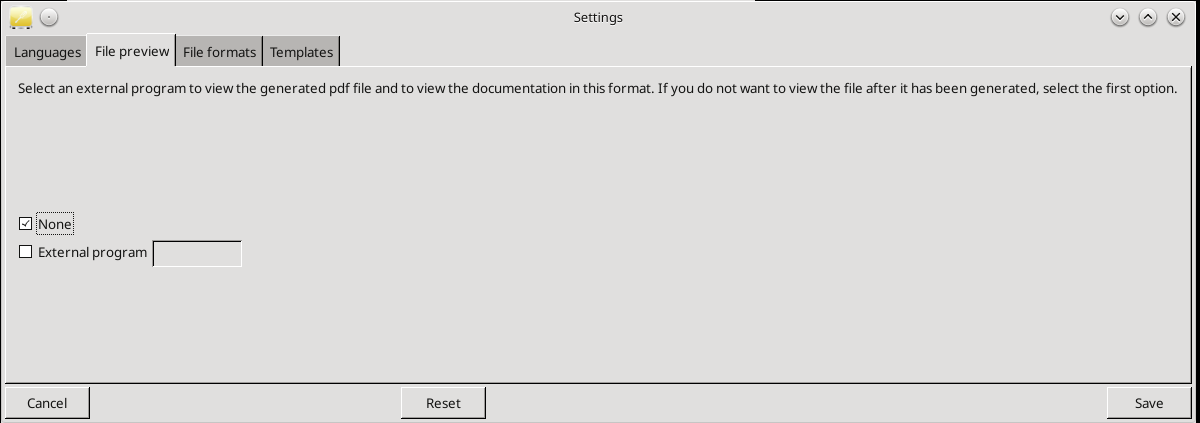 Settings
Languages File preview File formats Templates
Select an external program to view the generated pdf file and to view the documentation in this format. If you do not want to view the file after it has been generated, select the first option.
None
External program
Cancel Reset Save